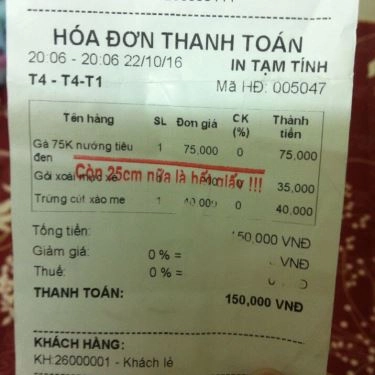 HÓA ĐƠN THANH TOÁN
20:06 - 20:06 22/10/16 IN TẠM TÍNH
T4 - T4-T1 Mã HĐ: 005047
Tên hàng SL Đơn giá CK (%) Thành tiền
Gà 75K nướng tiêu đen 1 75,000 0 75,000
Còn 25cm nữa là hết giấy !!!
Gỏi xoài 35,000
Trứng cút xào me 1 40,000 0 40,000
Tổng tiền: 150,000 VNĐ
Giảm giá: 0 % = VNĐ
Thuế: 0 % = VNĐ
THANH TOÁN: 150,000 VNĐ
KHÁCH HÀNG:
KH:26000001 - Khách lẻ